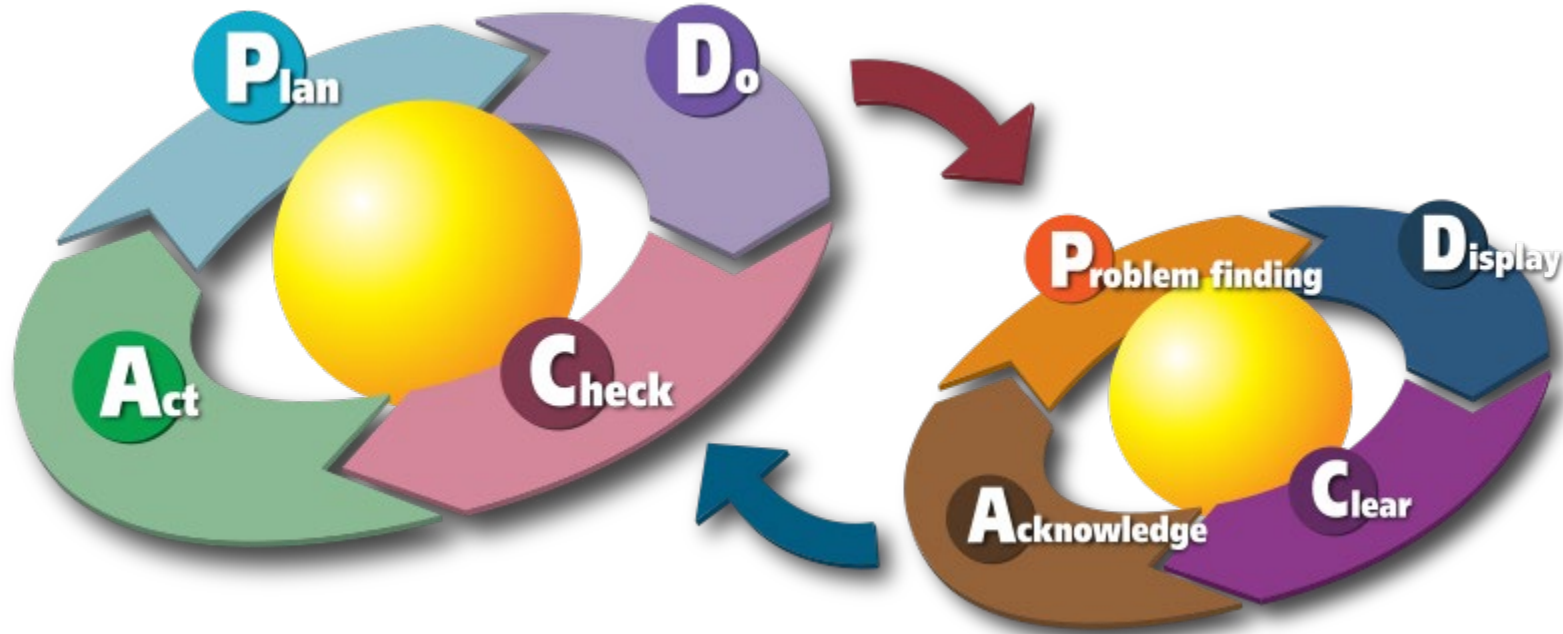 Plan
Do
Check
Act
Problem finding
Display
Clear
Acknowledge